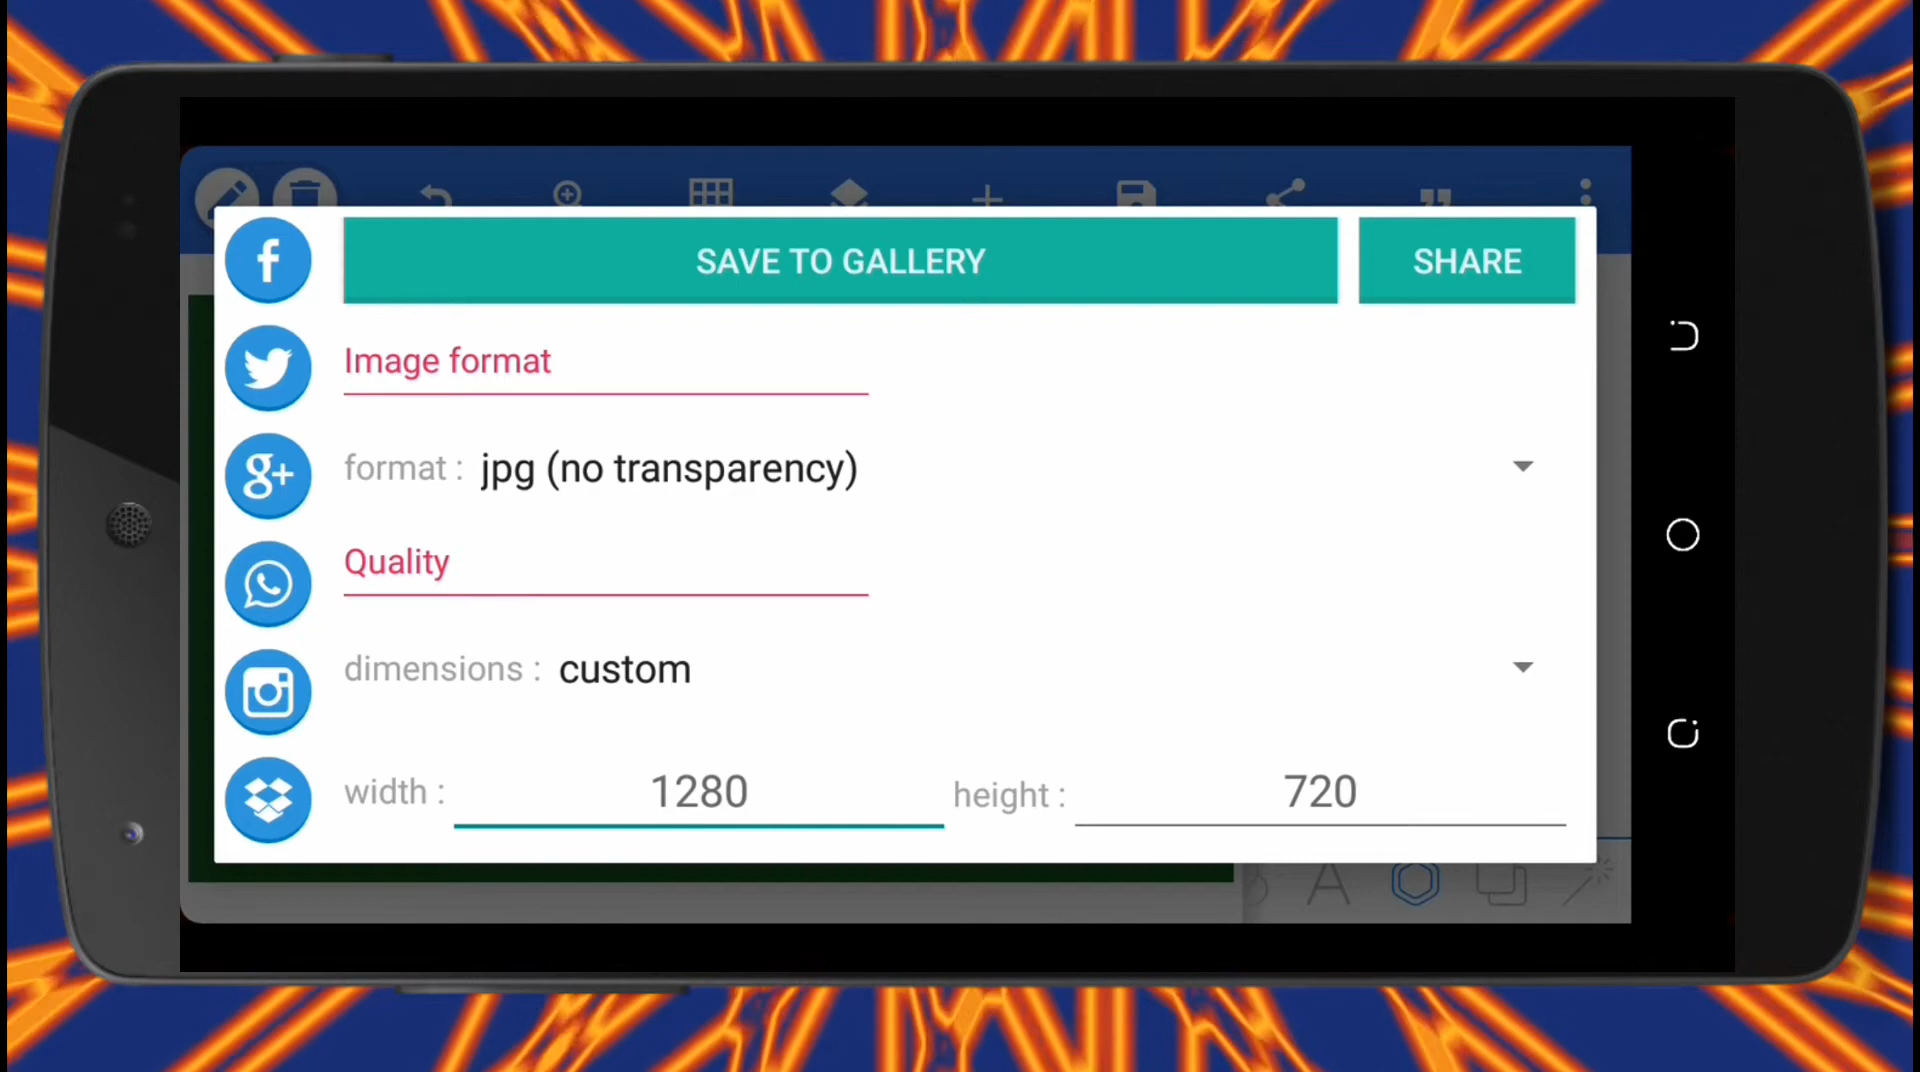 SAVE TO GALLERY
SHARE
Image format
format : jpg (no transparency)
Quality
dimensions : custom
width : 1280 height : 720